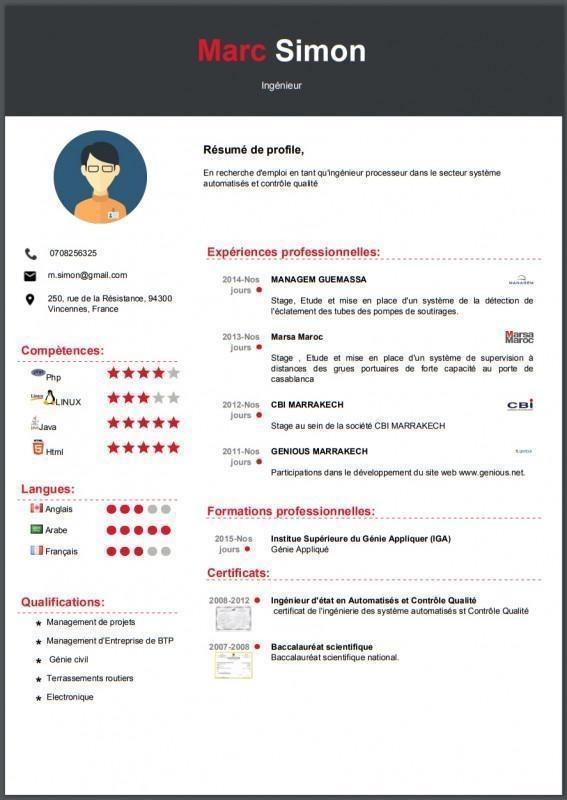 Marc Simon
Ingénieur
Résumé de profile,
En recherche d'emploi en tant qu'ingénieur processeur dans le secteur système
automatisés et contrôle qualité
0708256325
m.simon@gmail.com
250, rue de la Résistance, 94300
Vincennes, France
Compétences:
Php
LINUX
Java
Html
Langues:
Anglais
Arabe
Français
Qualifications:
Management de projets
Management d'Entreprise de BTP
Génie civil
Terrassements routiers
Electronique
Expériences professionnelles:
2014-Nos
jours
MANAGEM GUEMASSA
MANAGEM
Stage, Etude et mise en place d'un système de la détection de
l'éclatement des tubes des pompes de soutirages.
2013-Nos
jours
Marsa Maroc
Marsa
Maroc
Stage , Etude et mise en place d'un système de supervision à
distances des grues portuaires de forte capacité au porte de
casablanca
2012-Nos
jours
CBI MARRAKECH
CBi
Stage au sein de la société CBI MARRAKECH
2011-Nos
jours
GENIOUS MARRAKECH
Participations dans le développement du site web www.genious.net.
Formations professionnelles:
2015-Nos
jours
Institue Supérieure du Génie Appliquer (IGA)
Génie Appliqué
Certificats:
2008-2012
Ingénieur d'état en Automatisés et Contrôle Qualité
certificat de l'ingénierie des système automatisés st Contrôle Qualité
2007-2008
Baccalauréat scientifique
Baccalauréat scientifique national.